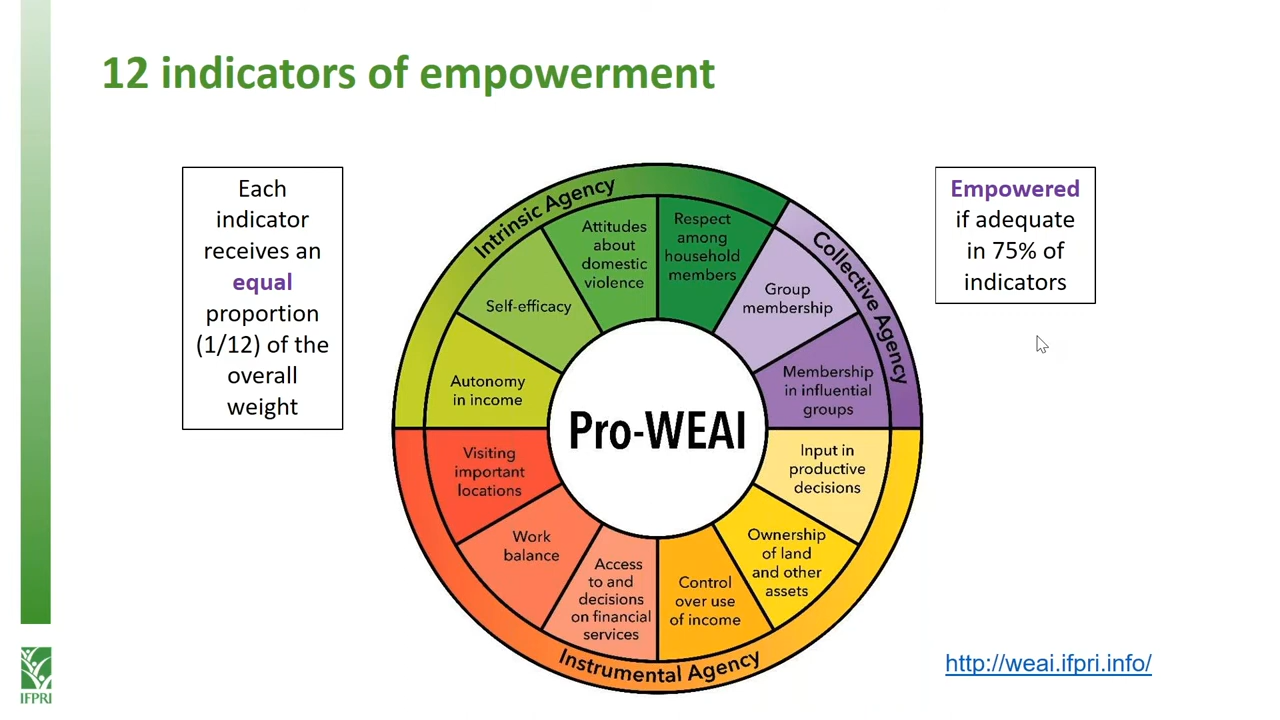 12 indicators of empowerment
Each
indicator
receives an
equal
proportion
(1/12) of the
overall
weight
Empowered
if adequate
in 75% of
indicators
Intrinsic Agency
Collective Agency
Instrumental Agency
Attitudes
about
domestic
violence
Respect
among
household
members
Group
membership
Membership
in influential
groups
Input in
productive
decisions
Ownership
of land
and other
assets
Control
over use
of income
Access
to and
decisions
on financial
services
Work
balance
Visiting
important
locations
Autonomy
in income
Self-efficacy
Pro-WEAI
http://weai.ifpri.info/
IFPRI